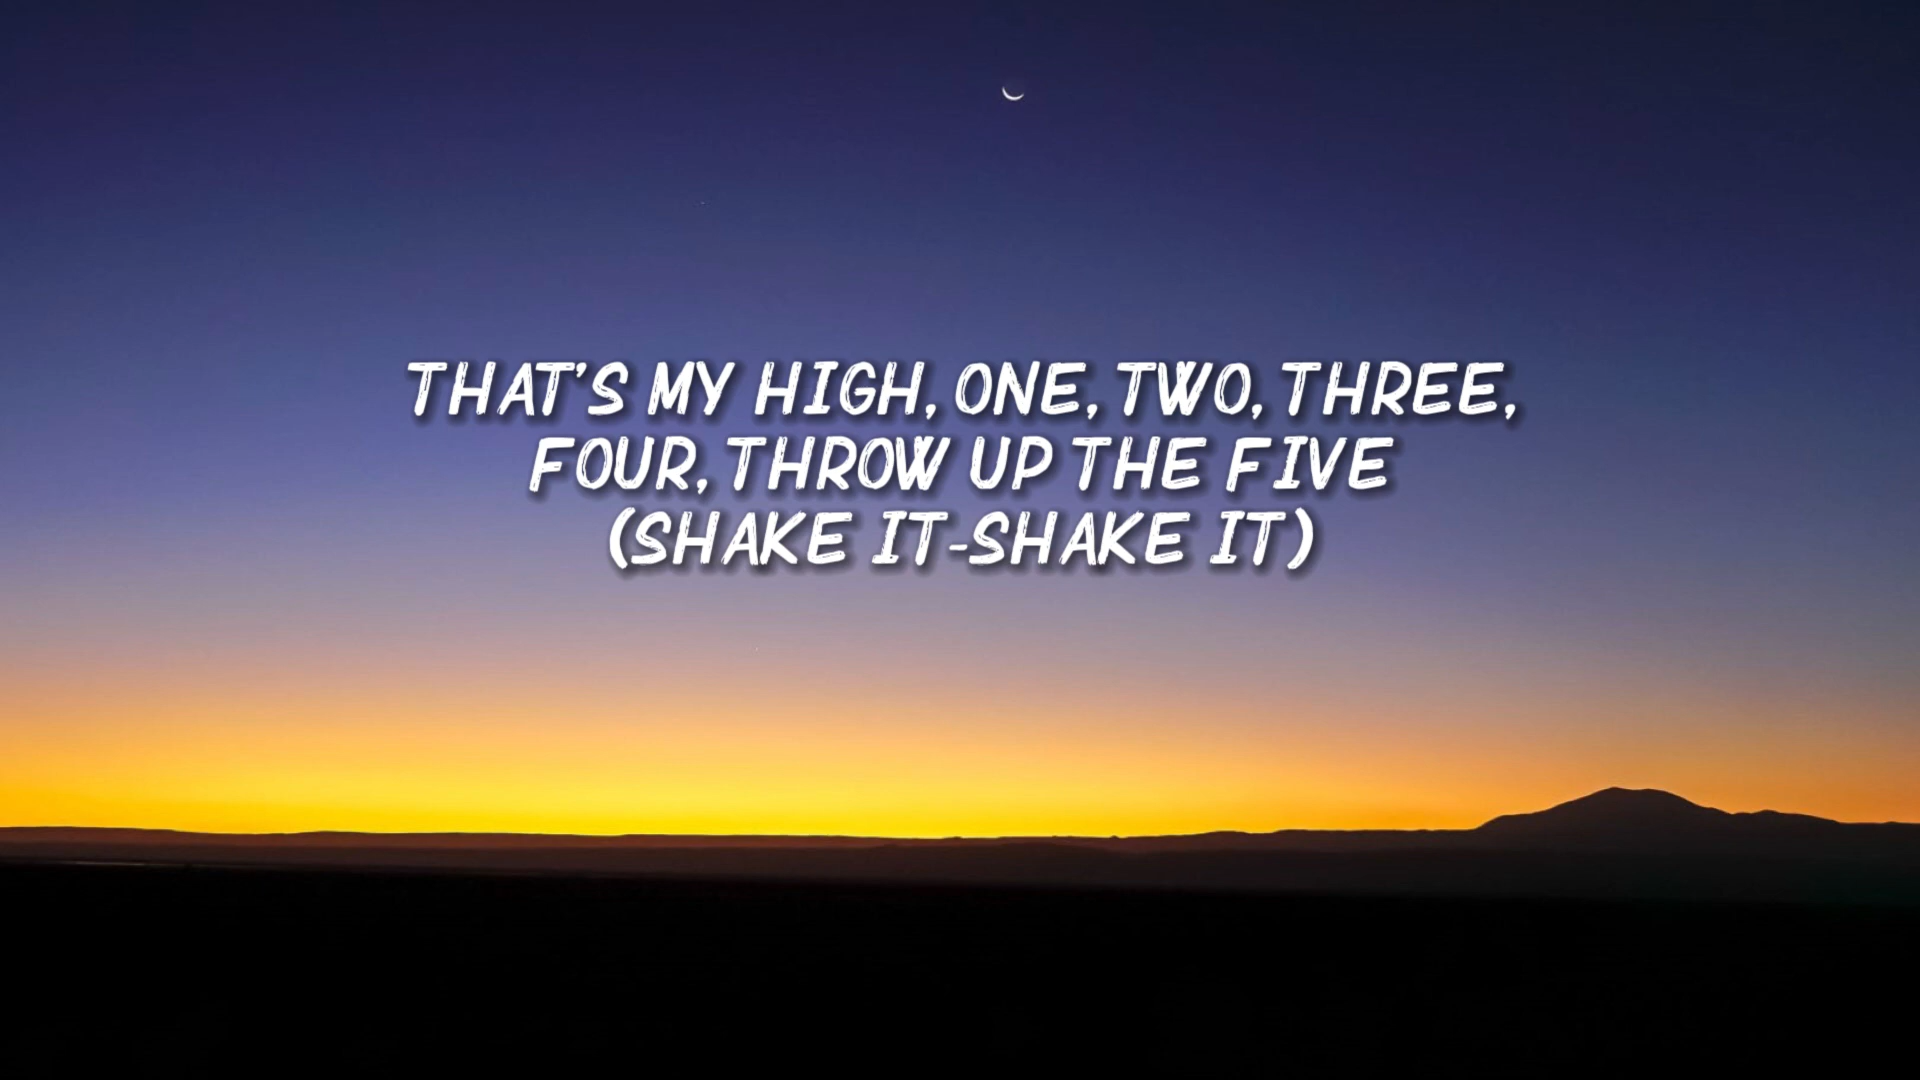 THAT'S MY HIGH, ONE, TWO, THREE,
FOUR, THROW UP THE FIVE
(SHAKE IT-SHAKE IT)